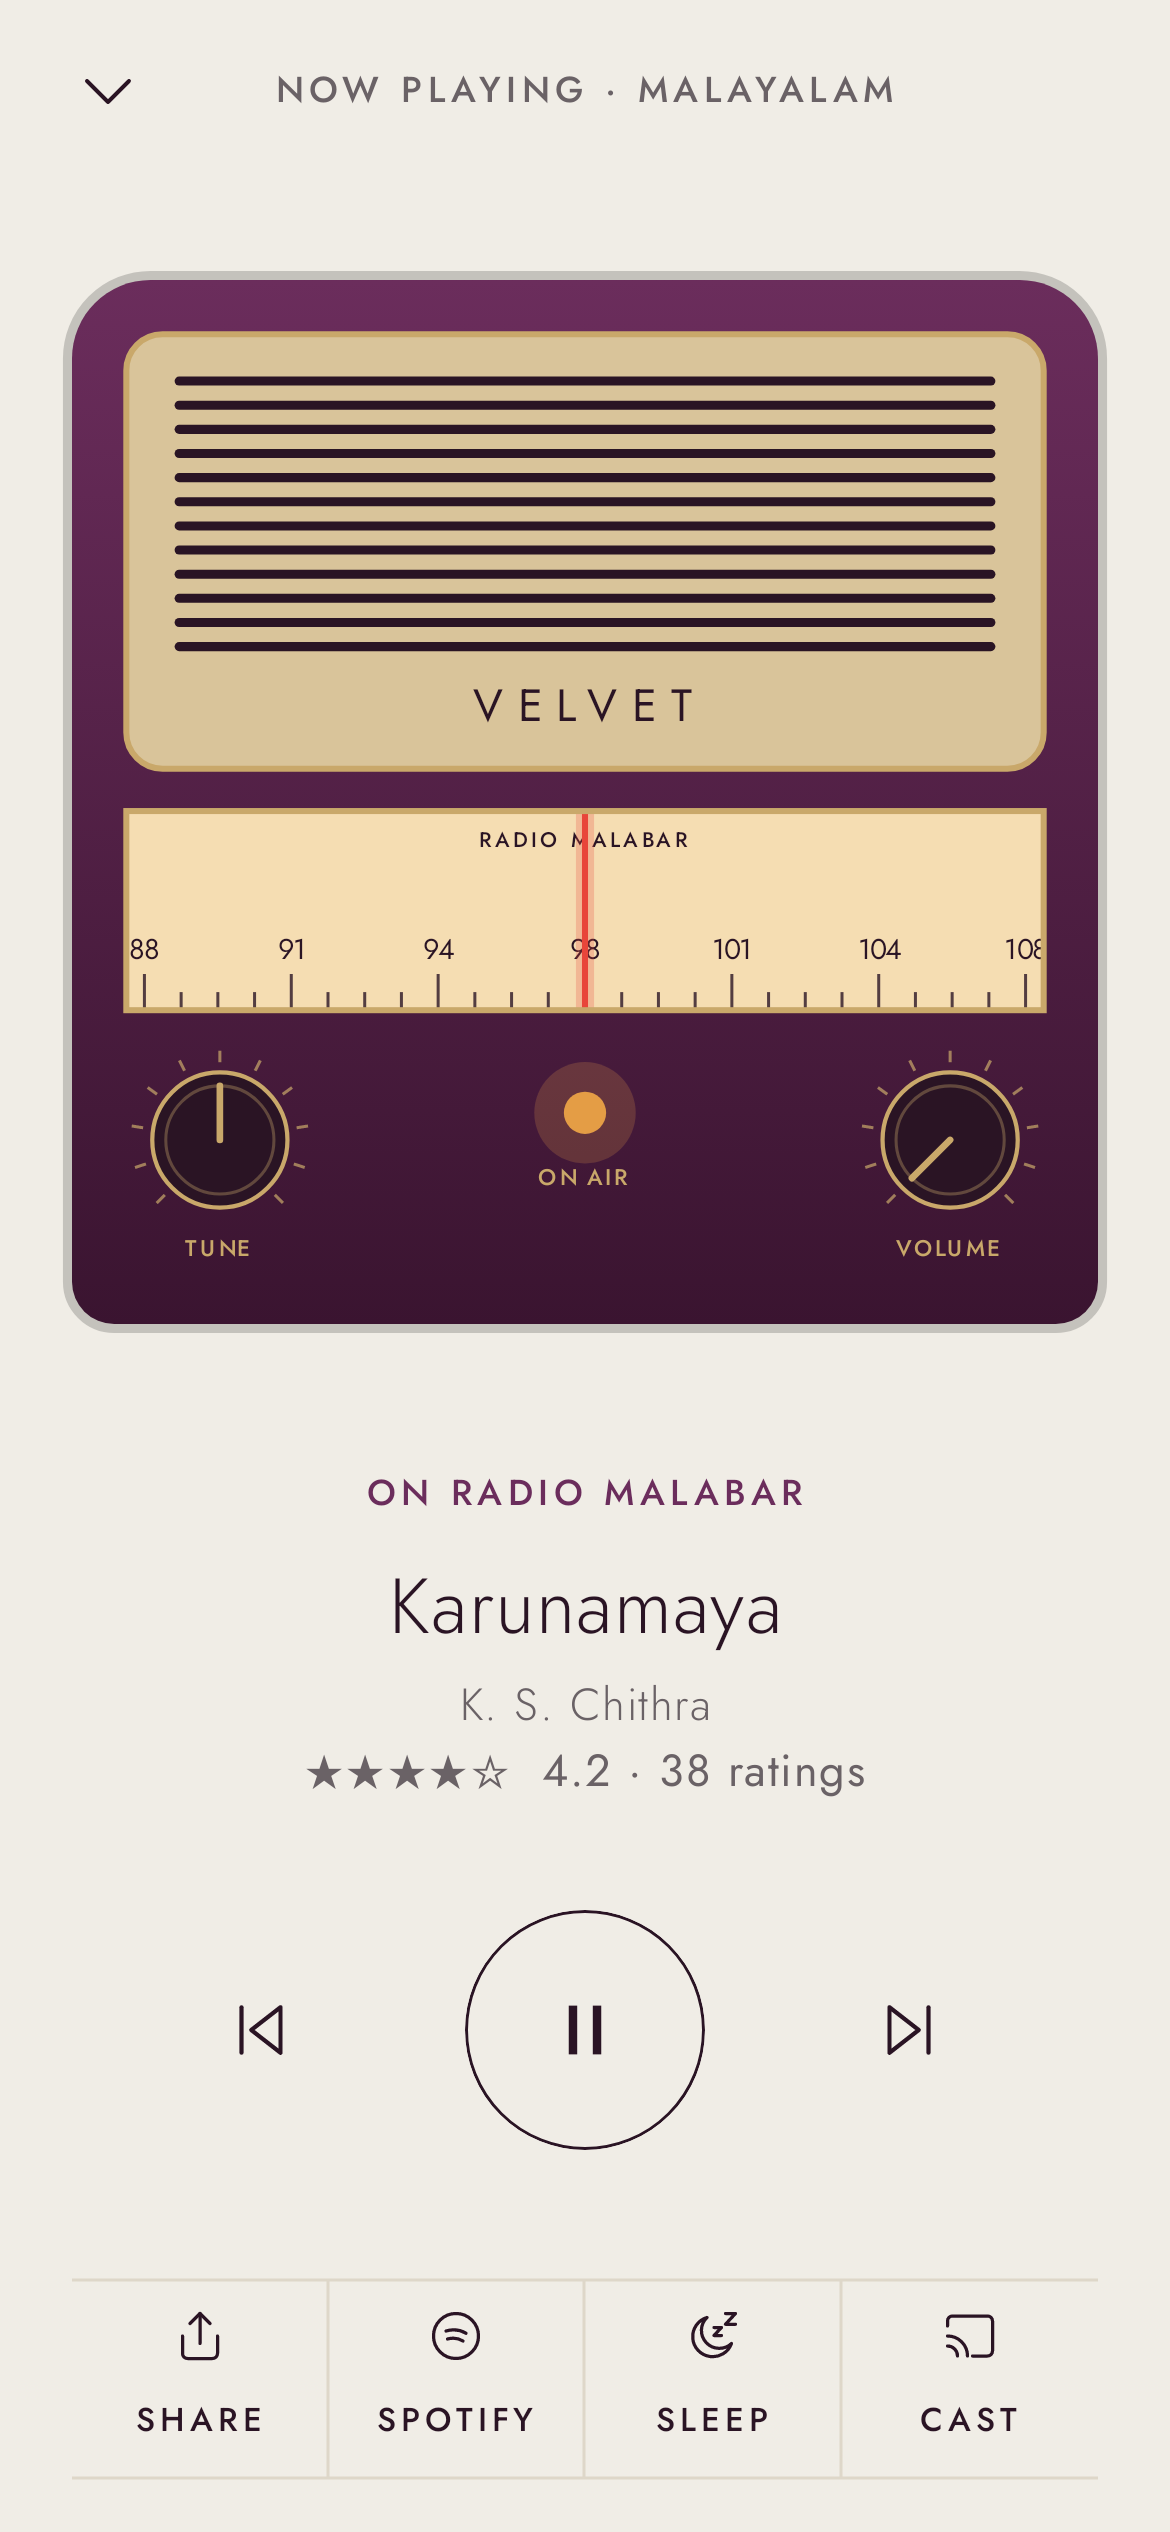 NOW PLAYING · MALAYALAM
VELVET
RADIO MALABAR
88 91 94 98 101 104 108
ON AIR
TUNE VOLUME
ON RADIO MALABAR
Karunamaya
K. S. Chithra
★★★★☆ 4.2 · 38 ratings
SHARE SPOTIFY SLEEP CAST